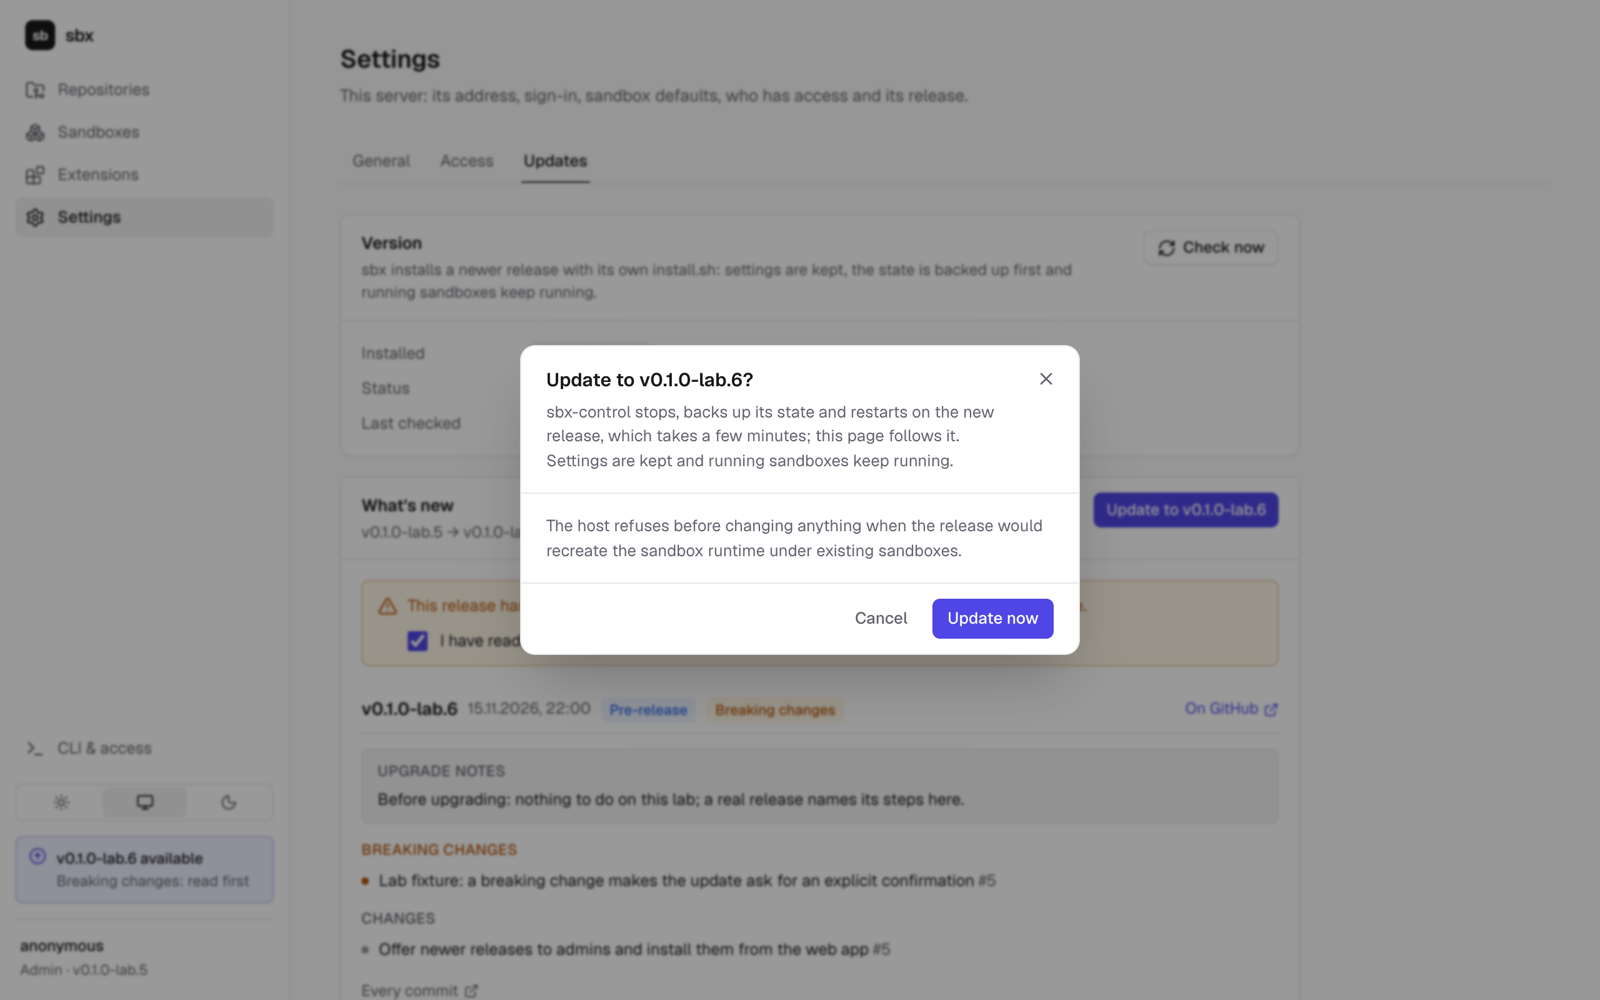 sb sbx
Repositories
Sandboxes
Extensions
Settings
CLI & access
v0.1.0-lab.6 available
Breaking changes: read first
anonymous
Admin · v0.1.0-lab.5
Settings
This server: its address, sign-in, sandbox defaults, who has access and its release.
General Access Updates
Version
sbx installs a newer release with its own install.sh: settings are kept, the state is backed up first and
running sandboxes keep running.
Check now
Installed
Status
Last checked
What's new
v0.1.0-lab.5 → v0.1.0-la
Update to v0.1.0-lab.6
This release has
I have read
v0.1.0-lab.6 15.11.2026, 22:00 Pre-release Breaking changes On GitHub
UPGRADE NOTES
Before upgrading: nothing to do on this lab; a real release names its steps here.
BREAKING CHANGES
Lab fixture: a breaking change makes the update ask for an explicit confirmation #5
CHANGES
Offer newer releases to admins and install them from the web app #5
Every commit
Update to v0.1.0-lab.6?
sbx-control stops, backs up its state and restarts on the new
release, which takes a few minutes; this page follows it.
Settings are kept and running sandboxes keep running.
The host refuses before changing anything when the release would
recreate the sandbox runtime under existing sandboxes.
Cancel Update now